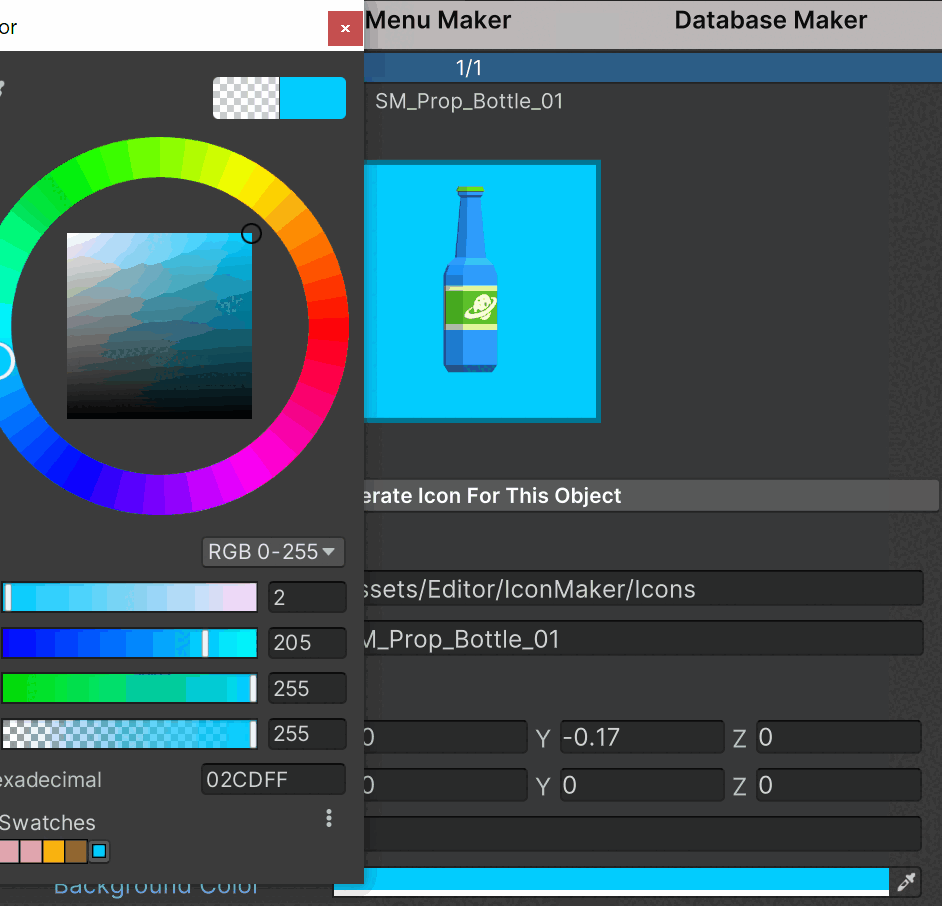 or
Menu Maker
Database Maker
1/1
SM_Prop_Bottle_01
erate Icon For This Object
RGB 0-255
2
ssets/Editor/IconMaker/Icons
205
M_Prop_Bottle_01
255
255
0 Y -0.17 Z 0
exadecimal 02CDFF
0 Y 0 Z 0
Swatches
Background Color